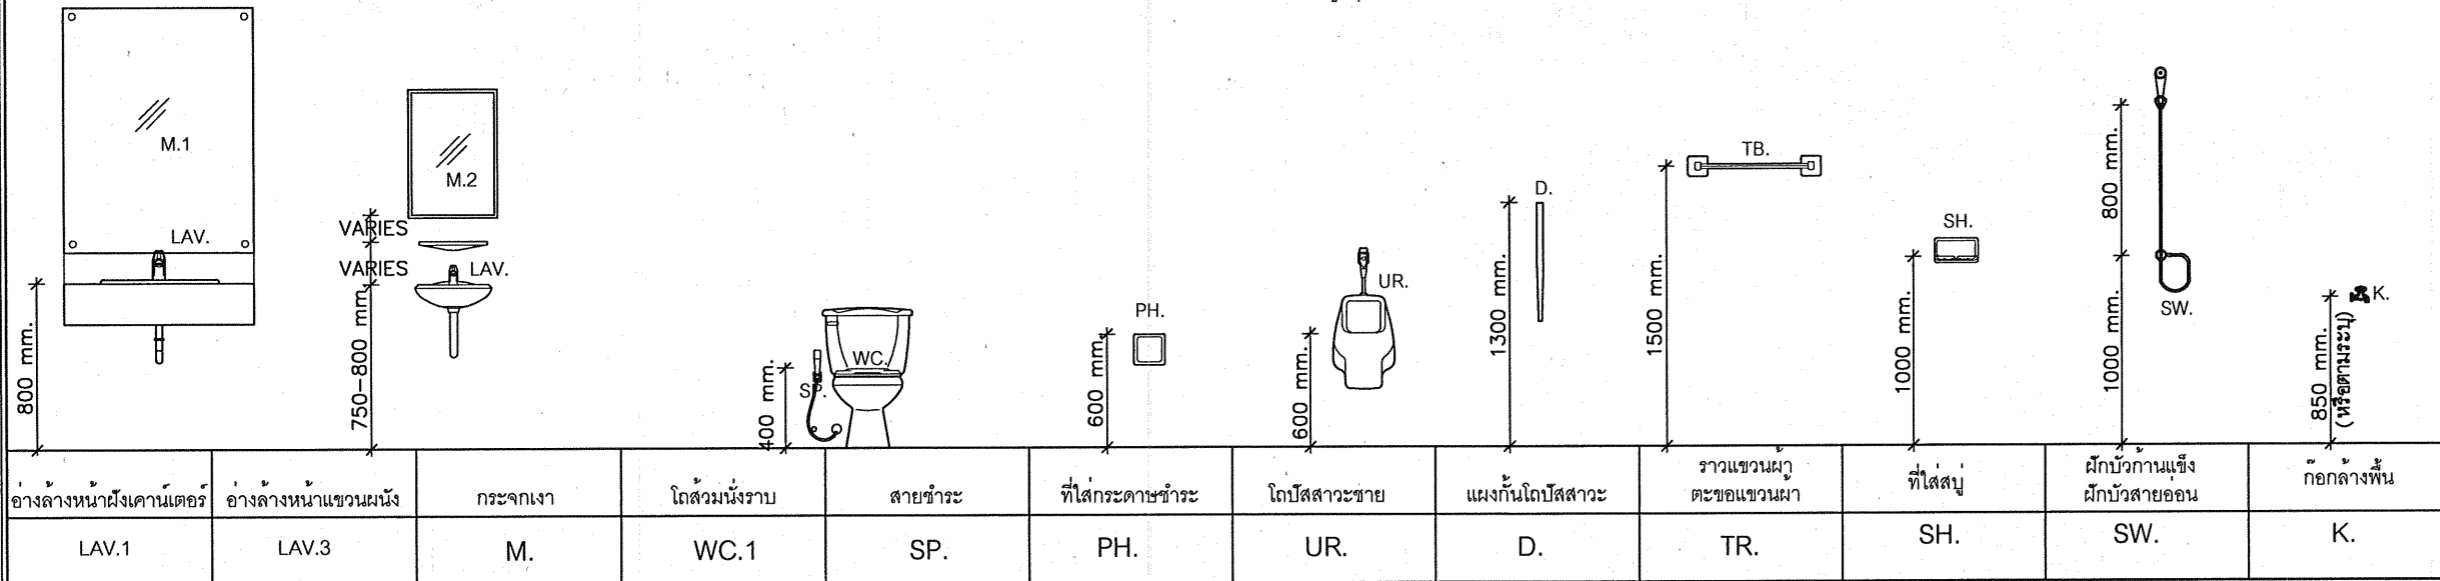 M.1
LAV.
800 mm.
M.2
VARIES
VARIES
LAV.
750-800 mm.
WC.
SP.
400 mm.
PH.
600 mm.
UR.
600 mm.
D.
1300 mm.
TB.
1500 mm.
SH.
1000 mm.
800 mm.
1000 mm.
SW.
K.
850 mm.
(หรือตามระบุ)
อ่างล้างหน้าฝังเคาน์เตอร์
อ่างล้างหน้าแขวนผนัง
กระจกเงา
โถส้วมนั่งราบ
สายชำระ
ที่ใส่กระดาษชำระ
โถปัสสาวะชาย
แผงกั้นโถปัสสาวะ
ราวแขวนผ้า
ตะขอแขวนผ้า
ที่ใส่สบู่
ฝักบัวก้านแข็ง
ฝักบัวสายอ่อน
ก๊อกล้างพื้น
LAV.1
LAV.3
M.
WC.1
SP.
PH.
UR.
D.
TR.
SH.
SW.
K.